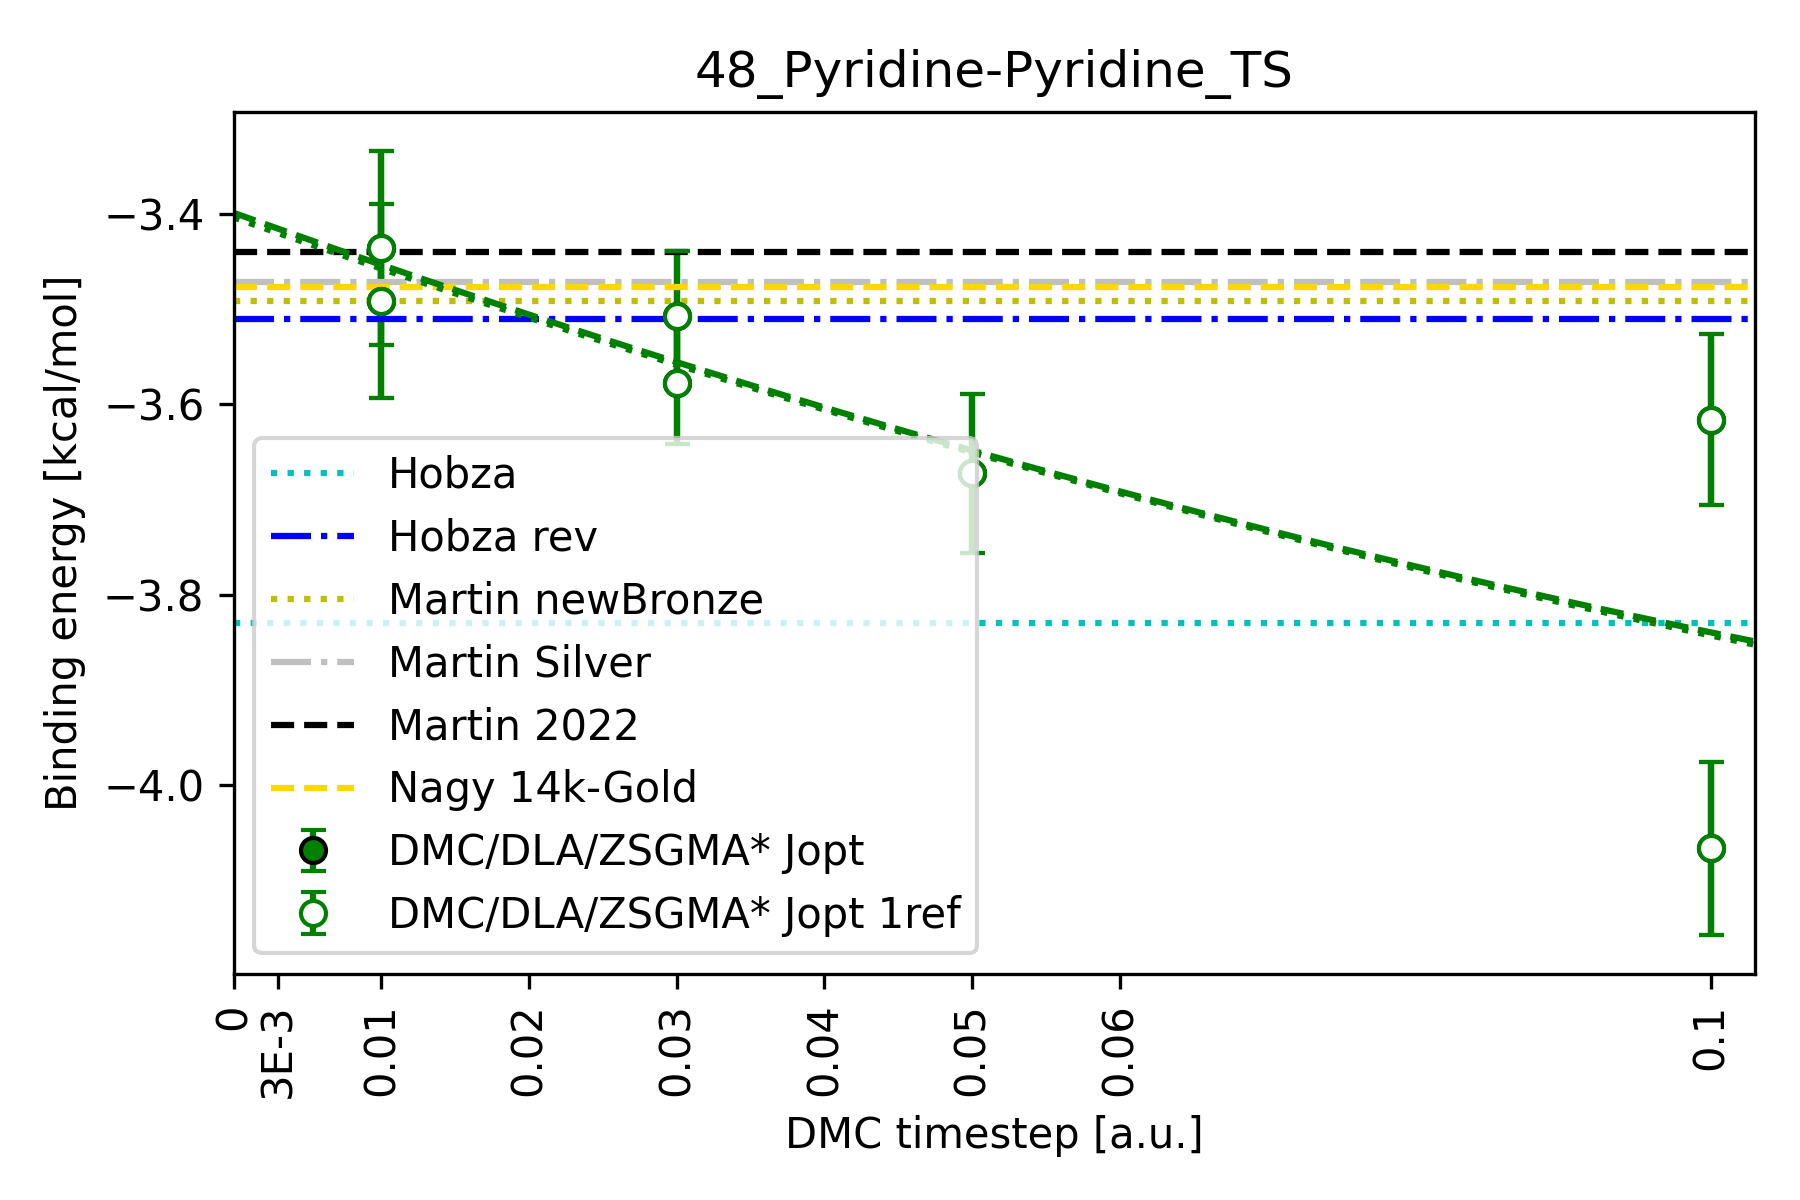 48_Pyridine-Pyridine_TS
Binding energy [kcal/mol]
−3.4
−3.6
−3.8
−4.0
Hobza
Hobza rev
Martin newBronze
Martin Silver
Martin 2022
Nagy 14k-Gold
DMC/DLA/ZSGMA* Jopt
DMC/DLA/ZSGMA* Jopt 1ref
0
3E-3
0.01
0.02
0.03
0.04
0.05
0.06
0.1
DMC timestep [a.u.]